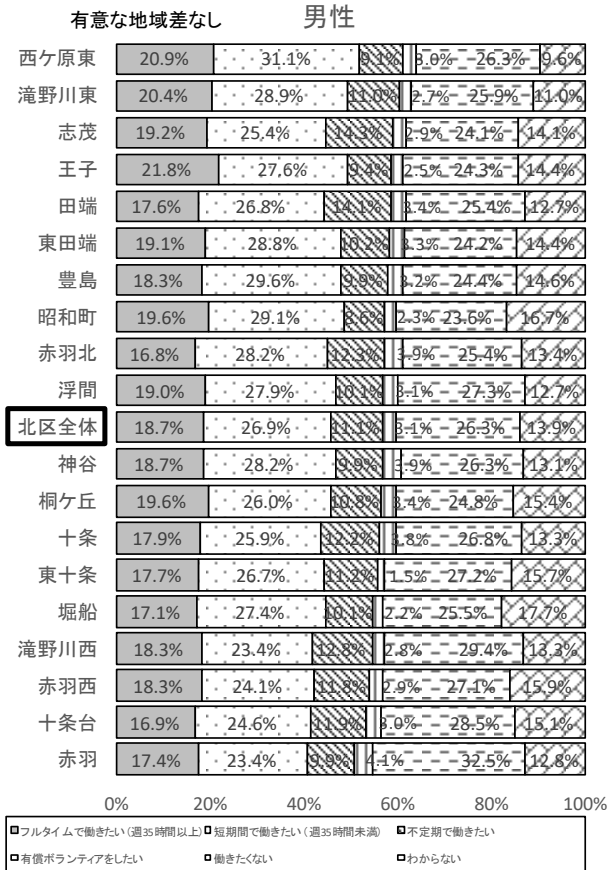 有意な地域差なし
男性
西ケ原東 20.9% 31.1% 9.1% 3.0% 26.3% 9.6%
滝野川東 20.4% 28.9% 11.0% 2.7% 25.9% 11.0%
志茂 19.2% 25.4% 14.3% 2.9% 24.1% 14.1%
王子 21.8% 27.6% 9.4% 2.5% 24.3% 14.4%
田端 17.6% 26.8% 14.1% 3.4% 25.4% 12.7%
東田端 19.1% 28.8% 10.2% 3.3% 24.2% 14.4%
豊島 18.3% 29.6% 9.9% 3.2% 24.4% 14.6%
昭和町 19.6% 29.1% 8.6% 2.3% 23.6% 16.7%
赤羽北 16.8% 28.2% 12.3% 3.9% 25.4% 13.4%
浮間 19.0% 27.9% 10.1% 3.1% 27.3% 12.7%
北区全体 18.7% 26.9% 11.1% 3.1% 26.3% 13.9%
神谷 18.7% 28.2% 9.9% 3.9% 26.3% 13.1%
桐ケ丘 19.6% 26.0% 10.8% 3.4% 24.8% 15.4%
十条 17.9% 25.9% 12.2% 3.8% 26.8% 13.3%
東十条 17.7% 26.7% 11.2% 1.5% 27.2% 15.7%
堀船 17.1% 27.4% 10.1% 2.2% 25.5% 17.7%
滝野川西 18.3% 23.4% 12.8% 2.8% 29.4% 13.3%
赤羽西 18.3% 24.1% 11.8% 2.9% 27.1% 15.9%
十条台 16.9% 24.6% 11.9% 3.0% 28.5% 15.1%
赤羽 17.4% 23.4% 9.9% 4.1% 32.5% 12.8%
0% 20% 40% 60% 80% 100%
フルタイムで働きたい（週35時間以上） 短期間で働きたい（週35時間未満） 不定期で働きたい
有償ボランティアをしたい 働きたくない わからない